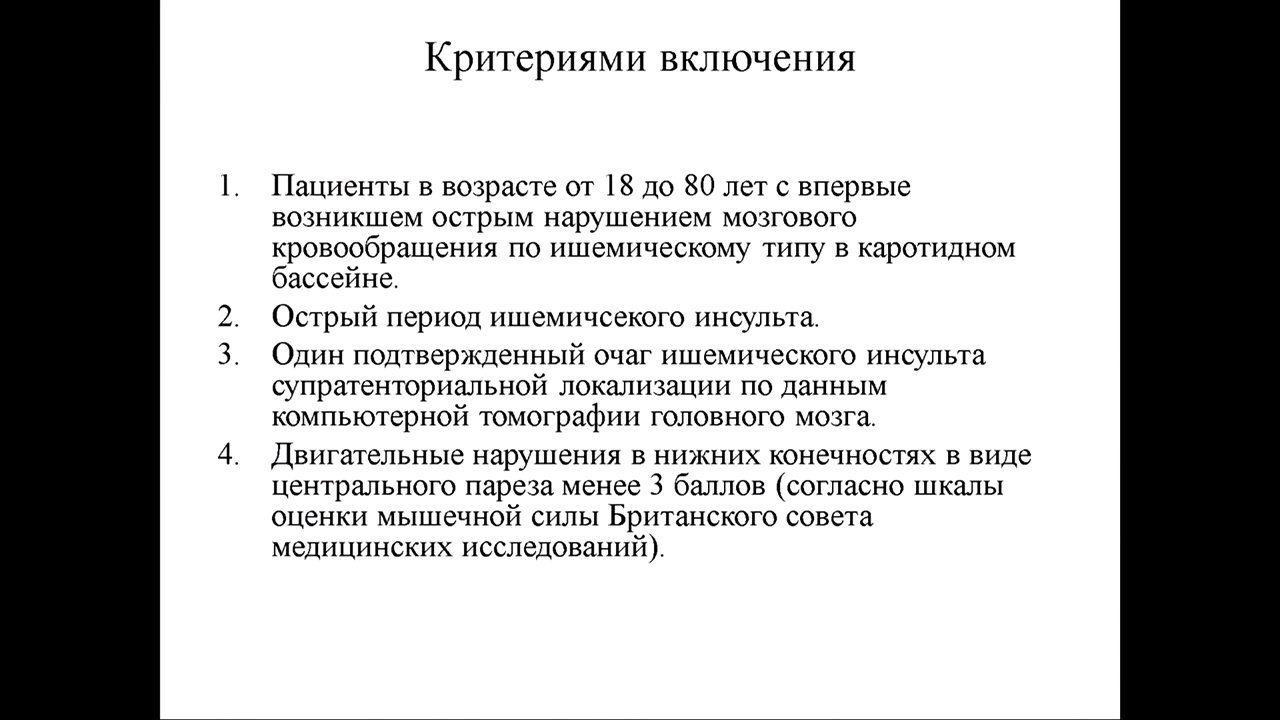 Критериями включения
1. Пациенты в возрасте от 18 до 80 лет с впервые
возникшем острым нарушением мозгового
кровообращения по ишемическому типу в каротидном
бассейне.
2. Острый период ишемичсекого инсульта.
3. Один подтвержденный очаг ишемического инсульта
супратенториальной локализации по данным
компьютерной томографии головного мозга.
4. Двигательные нарушения в нижних конечностях в виде
центрального пареза менее 3 баллов (согласно шкалы
оценки мышечной силы Британского совета
медицинских исследований).